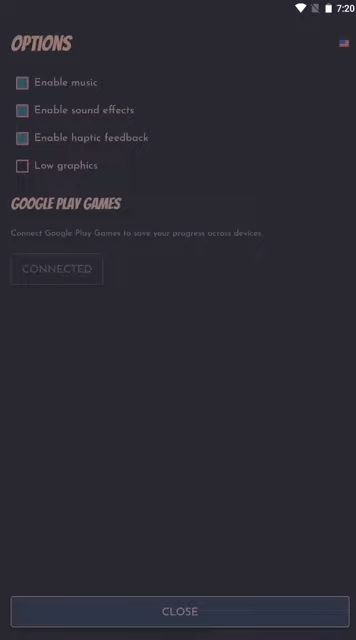 7:20
OPTIONS
Enable music
Enable sound effects
Enable haptic feedback
Low graphics
GOOGLE PLAY GAMES
Connect Google Play Games to save your progress across devices.
CONNECTED
CLOSE